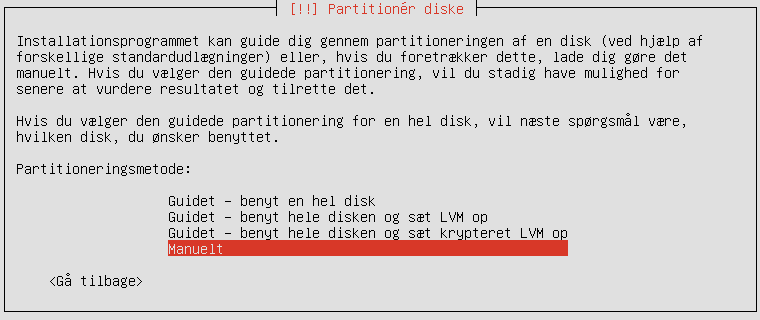 [!!] Partitionér diske
Installationsprogrammet kan guide dig gennem partitioneringen af en disk (ved hjælp af
forskellige standardudlægninger) eller, hvis du foretrækker dette, lade dig gøre det
manuelt. Hvis du vælger den guidede partitionering, vil du stadig have mulighed for
senere at vurdere resultatet og tilrette det.
Hvis du vælger den guidede partitionering for en hel disk, vil næste spørgsmål være,
hvilken disk, du ønsker benyttet.
Partitioneringsmetode:
Guidet - benyt en hel disk
Guidet - benyt hele disken og sæt LVM op
Guidet - benyt hele disken og sæt krypteret LVM op
Manuelt
<Gå tilbage>